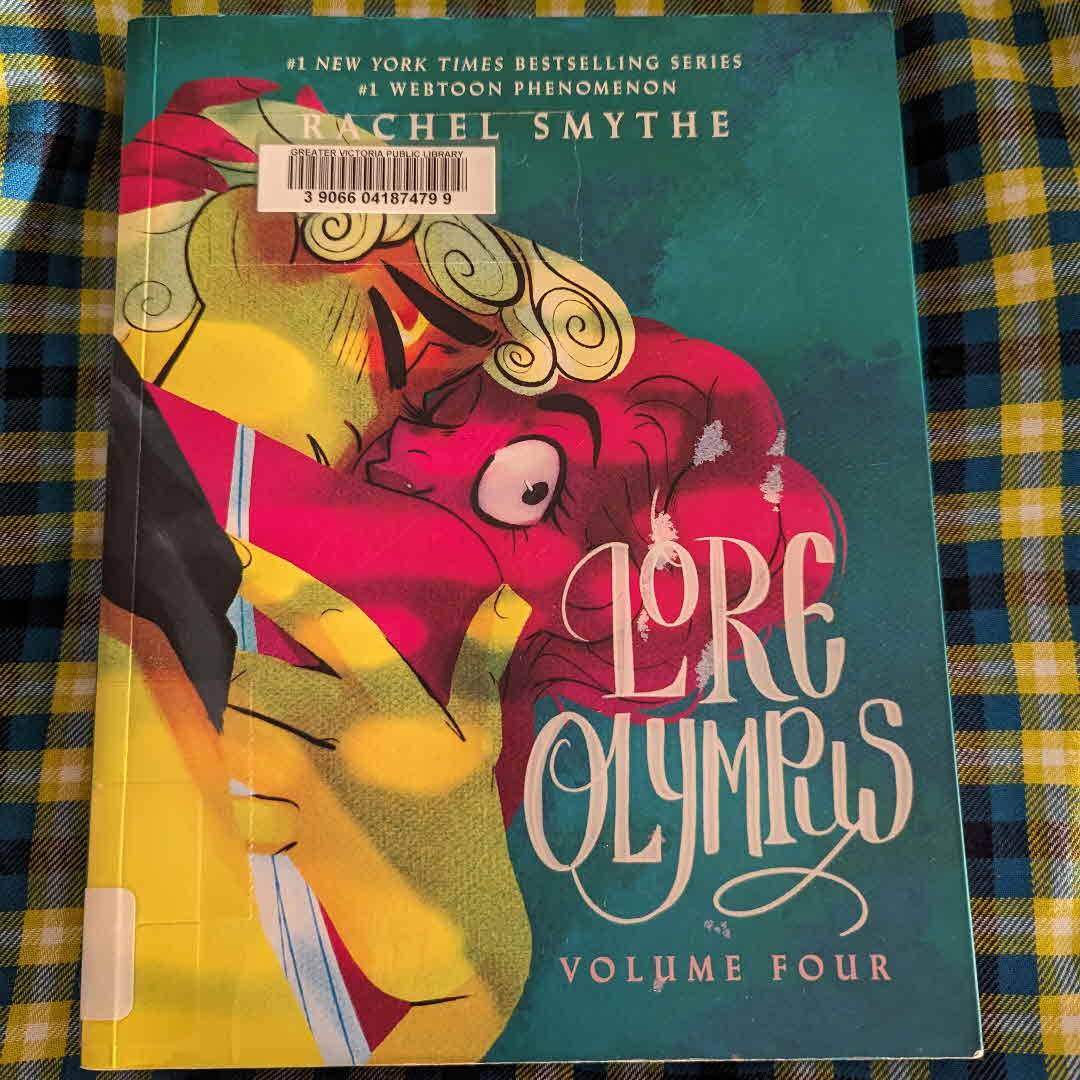 #1 NEW YORK TIMES BESTSELLING SERIES
#1 WEBTOON PHENOMENON
RACHEL SMYTHE
GREATER VICTORIA PUBLIC LIBRARY
3 9066 04187479 9
LORE
OLYMPUS
VOLUME FOUR